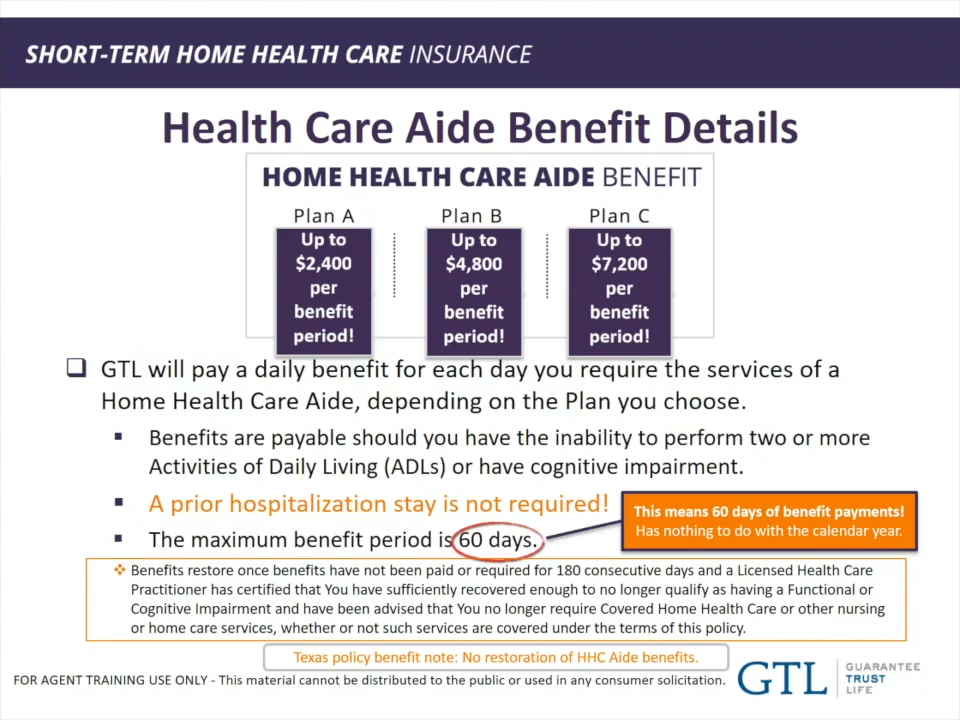 SHORT-TERM HOME HEALTH CARE INSURANCE
Health Care Aide Benefit Details
HOME HEALTH CARE AIDE BENEFIT
Plan A
Up to
$2,400
per
benefit
period!
Plan B
Up to
$4,800
per
benefit
period!
Plan C
Up to
$7,200
per
benefit
period!
GTL will pay a daily benefit for each day you require the services of a
Home Health Care Aide, depending on the Plan you choose.
Benefits are payable should you have the inability to perform two or more
Activities of Daily Living (ADLs) or have cognitive impairment.
A prior hospitalization stay is not required!
The maximum benefit period is 60 days.
This means 60 days of benefit payments!
Has nothing to do with the calendar year.
Benefits restore once benefits have not been paid or required for 180 consecutive days and a Licensed Health Care
Practitioner has certified that You have sufficiently recovered enough to no longer qualify as having a Functional or
Cognitive Impairment and have been advised that You no longer require Covered Home Health Care or other nursing
or home care services, whether or not such services are covered under the terms of this policy.
Texas policy benefit note: No restoration of HHC Aide benefits.
FOR AGENT TRAINING USE ONLY - This material cannot be distributed to the public or used in any consumer solicitation.
GTL
GUARANTEE
TRUST
LIFE